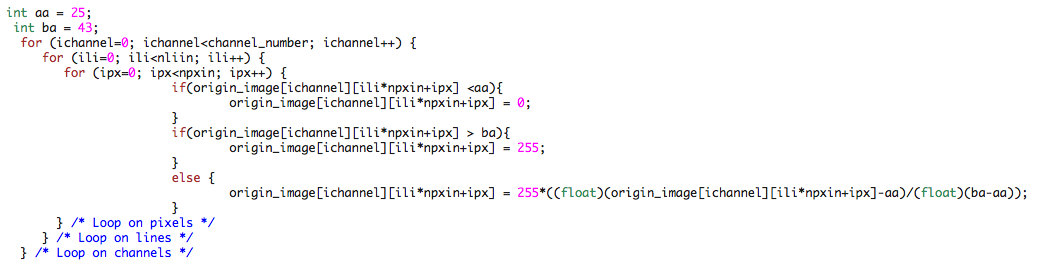 int aa = 25;
int ba = 43;
for (ichannel=0; ichannel<channel_number; ichannel++) {
for (ili=0; ili<nliin; ili++) {
for (ipx=0; ipx<npxin; ipx++) {
if(origin_image[ichannel][ili*npxin+ipx] <aa){
origin_image[ichannel][ili*npxin+ipx] = 0;
}
if(origin_image[ichannel][ili*npxin+ipx] > ba){
origin_image[ichannel][ili*npxin+ipx] = 255;
}
else {
origin_image[ichannel][ili*npxin+ipx] = 255*((float)(origin_image[ichannel][ili*npxin+ipx]-aa)/(float)(ba-aa));
}
} /* Loop on pixels */
} /* Loop on lines */
} /* Loop on channels */